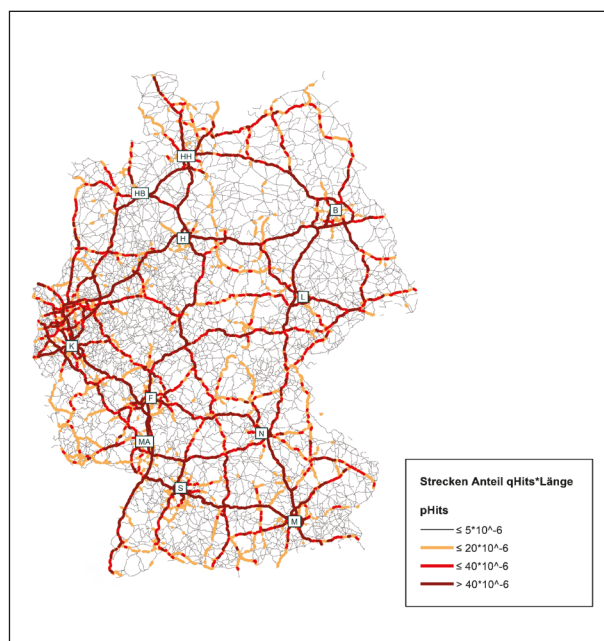 HH
HB
B
H
L
K
F
MA
N
S
M
Strecken Anteil qHits*Länge
pHits
≤ 5*10^-6
≤ 20*10^-6
≤ 40*10^-6
> 40*10^-6